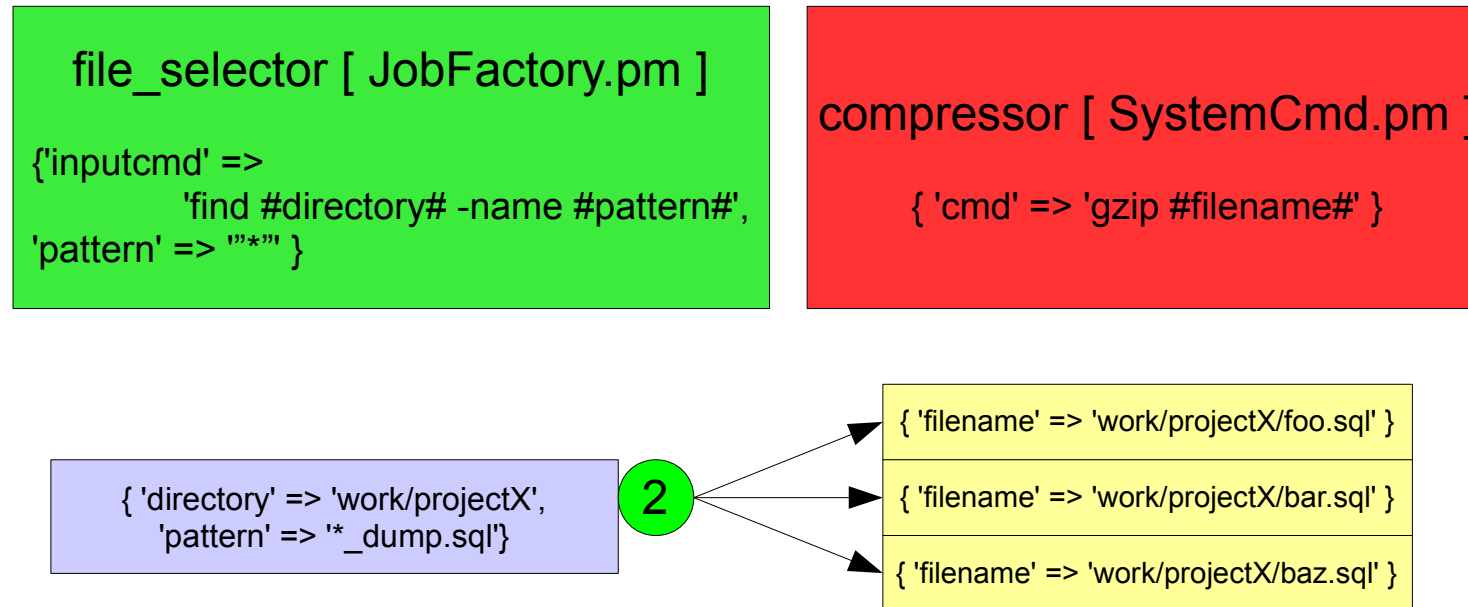 file_selector [ JobFactory.pm ]
{'inputcmd' =>
'find #directory# -name #pattern#',
'pattern' => '”*”' }
compressor [ SystemCmd.pm ]
{ 'cmd' => 'gzip #filename#' }
{ 'directory' => 'work/projectX',
'pattern' => '*_dump.sql'}
2
{ 'filename' => 'work/projectX/foo.sql' }
{ 'filename' => 'work/projectX/bar.sql' }
{ 'filename' => 'work/projectX/baz.sql' }